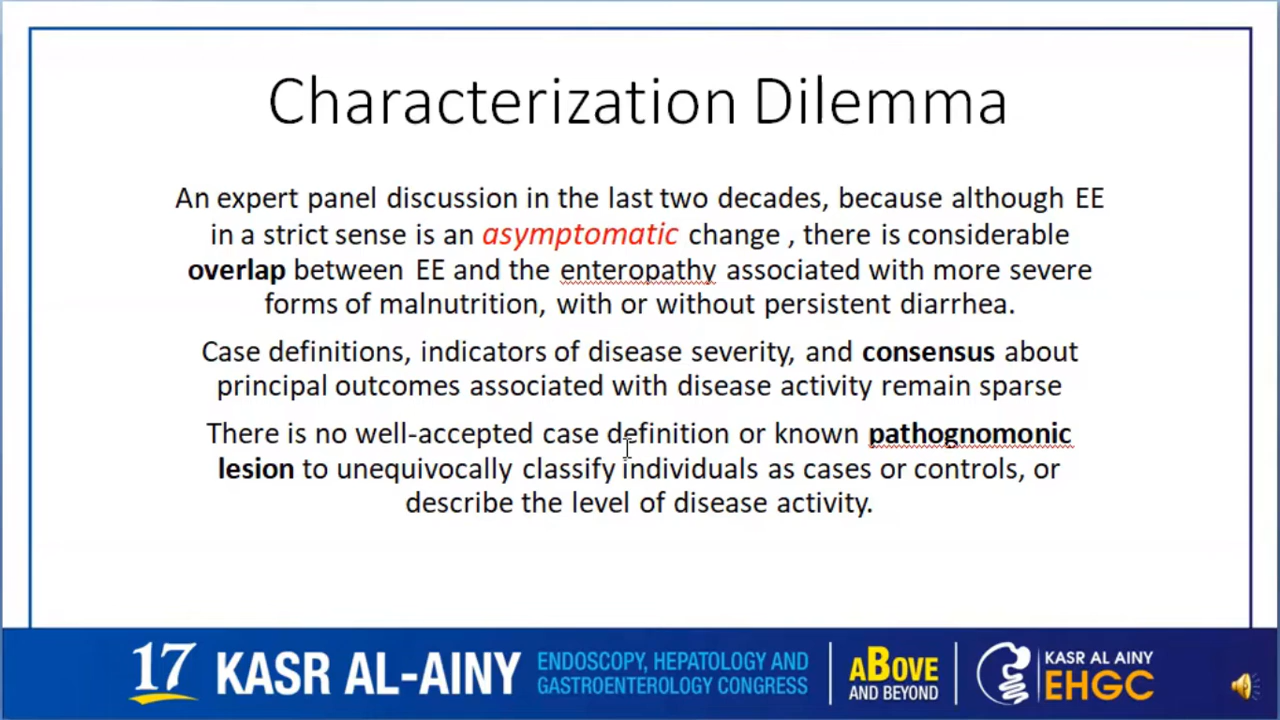 Characterization Dilemma
An expert panel discussion in the last two decades, because although EE
in a strict sense is an asymptomatic change , there is considerable
overlap between EE and the enteropathy associated with more severe
forms of malnutrition, with or without persistent diarrhea.
Case definitions, indicators of disease severity, and consensus about
principal outcomes associated with disease activity remain sparse
There is no well-accepted case definition or known pathognomonic
lesion to unequivocally classify individuals as cases or controls, or
describe the level of disease activity.
17 KASR AL-AINY
ENDOSCOPY, HEPATOLOGY AND
GASTROENTEROLOGY CONGRESS
ABOVE
AND BEYOND
KASR AL AINY
EHGC